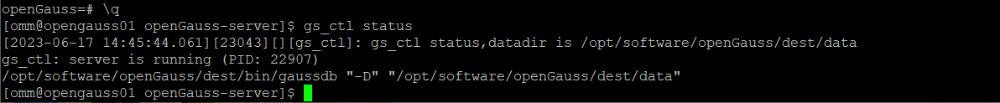 openGauss=# \q
[omm@opengauss01 openGauss-server]$ gs_ctl status
[2023-06-17 14:45:44.061][23043][][gs_ctl]: gs_ctl status,datadir is /opt/software/openGauss/dest/data
gs_ctl: server is running (PID: 22907)
/opt/software/openGauss/dest/bin/gaussdb "-D" "/opt/software/openGauss/dest/data"
[omm@opengauss01 openGauss-server]$